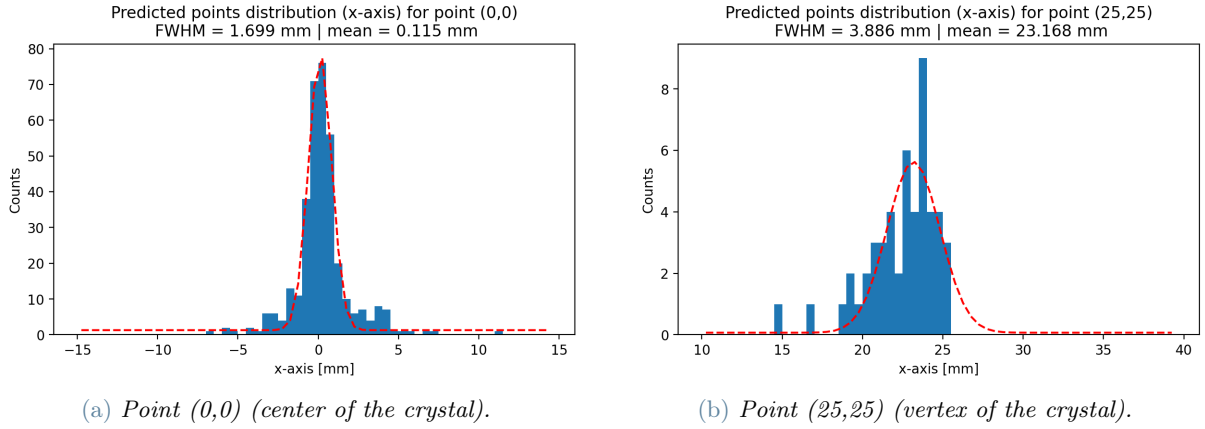 Predicted points distribution (x-axis) for point (0,0)
FWHM = 1.699 mm | mean = 0.115 mm
80
70
60
50
40
30
20
10
0
Counts
−15
−10
−5
0
5
10
15
x-axis [mm]
(a) Point (0,0) (center of the crystal).
Predicted points distribution (x-axis) for point (25,25)
FWHM = 3.886 mm | mean = 23.168 mm
8
6
4
2
0
Counts
10
15
20
25
30
35
40
x-axis [mm]
(b) Point (25,25) (vertex of the crystal).